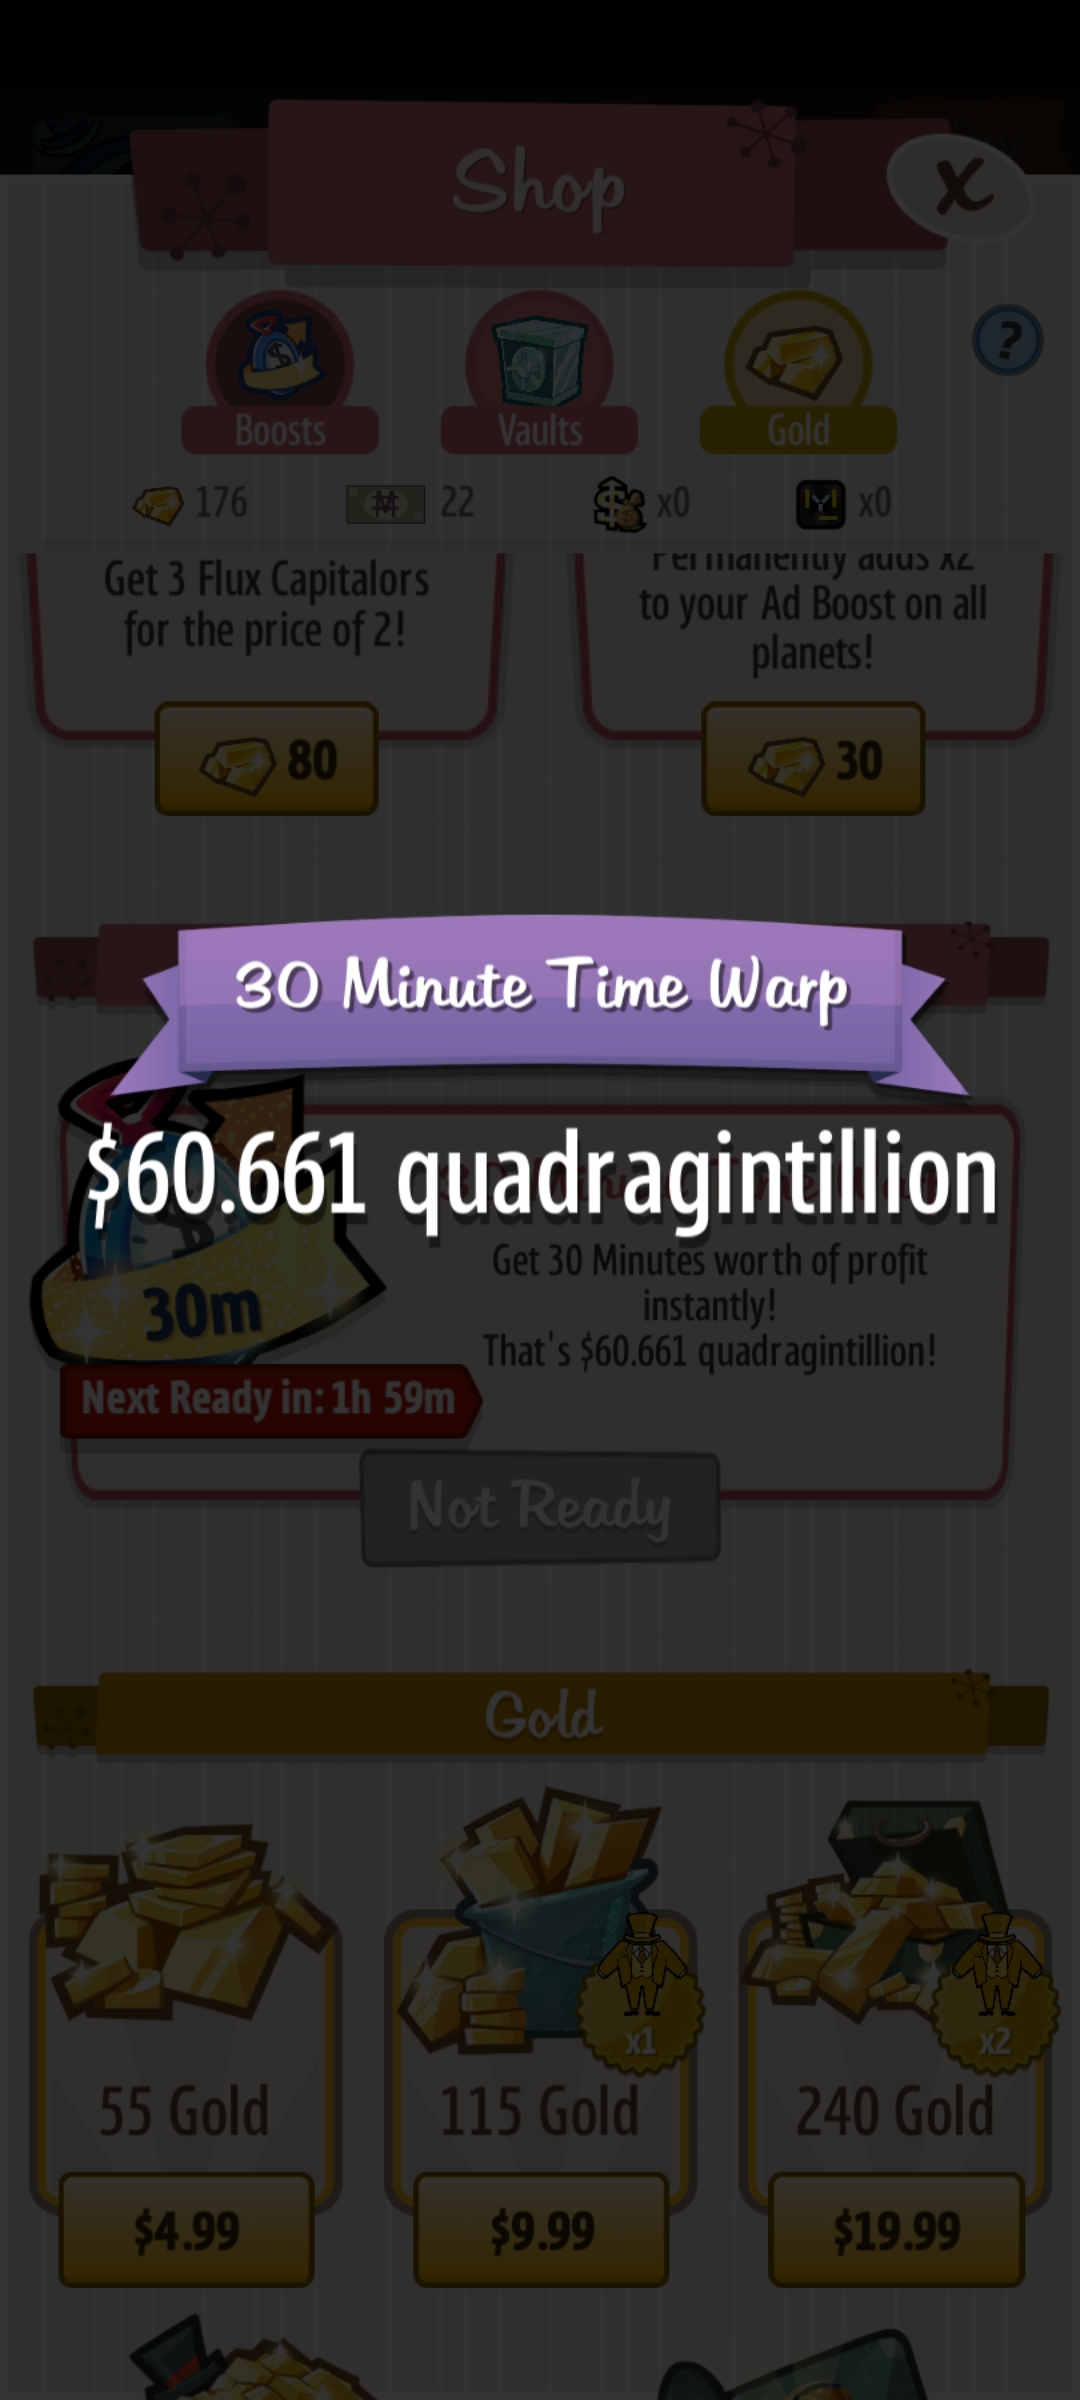 Shop
Boosts
Vaults
Gold
?
176
22
x0
x0
Get 3 Flux Capitalors
for the price of 2!
80
Permanently adds x2
to your Ad Boost on all
planets!
30
30 Minute Time Warp
$60.661 quadragintillion
Get 30 Minutes worth of profit
instantly!
That's $60.661 quadragintillion!
30m
Next Ready in: 1h 59m
Not Ready
Gold
x1
x2
55 Gold
115 Gold
240 Gold
$4.99
$9.99
$19.99